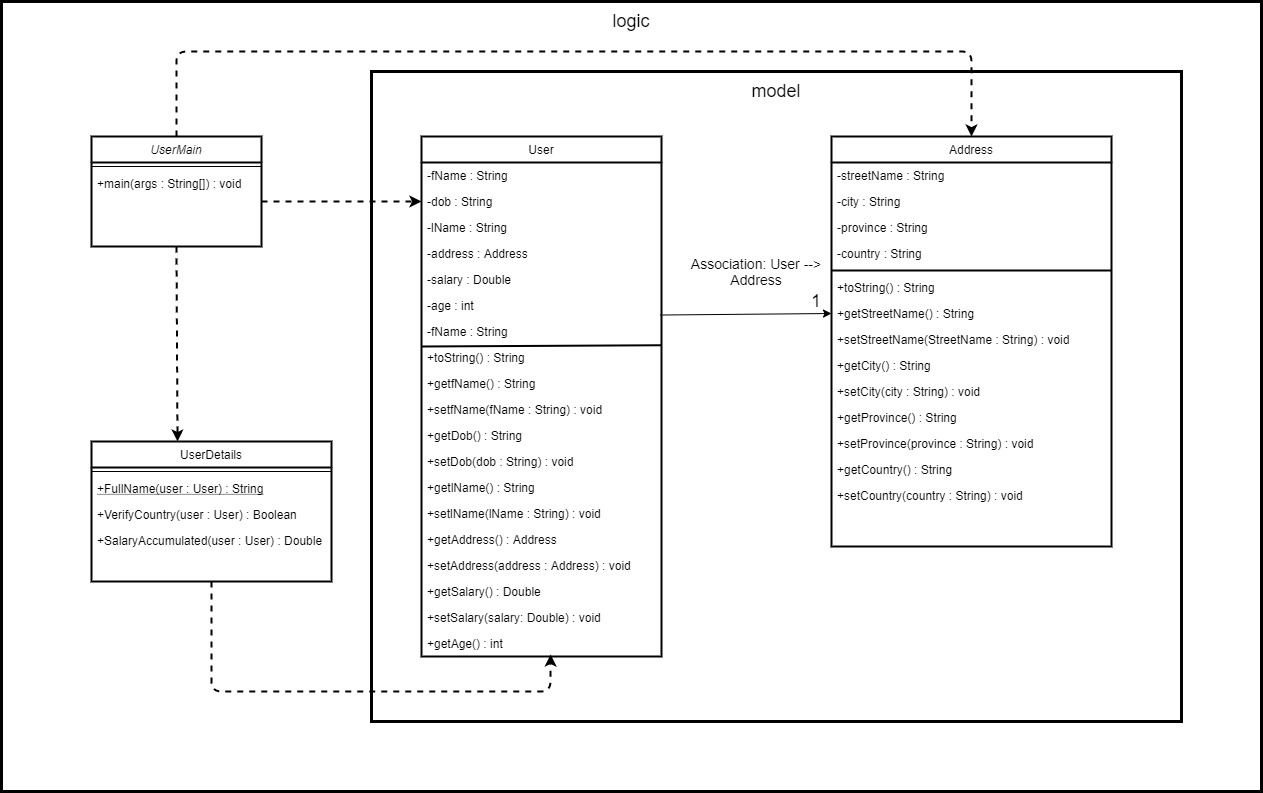 logic
model
UserMain
+main(args : String[]) : void
User
-fName : String
-dob : String
-lName : String
-address : Address
-salary : Double
-age : int
-fName : String
+toString() : String
+getfName() : String
+setfName(fName : String) : void
+getDob() : String
+setDob(dob : String) : void
+getlName() : String
+setlName(lName : String) : void
+getAddress() : Address
+setAddress(address : Address) : void
+getSalary() : Double
+setSalary(salary: Double) : void
+getAge() : int
Association: User -->
Address
1
Address
-streetName : String
-city : String
-province : String
-country : String
+toString() : String
+getStreetName() : String
+setStreetName(StreetName : String) : void
+getCity() : String
+setCity(city : String) : void
+getProvince() : String
+setProvince(province : String) : void
+getCountry() : String
+setCountry(country : String) : void
UserDetails
+FullName(user : User) : String
+VerifyCountry(user : User) : Boolean
+SalaryAccumulated(user : User) : Double